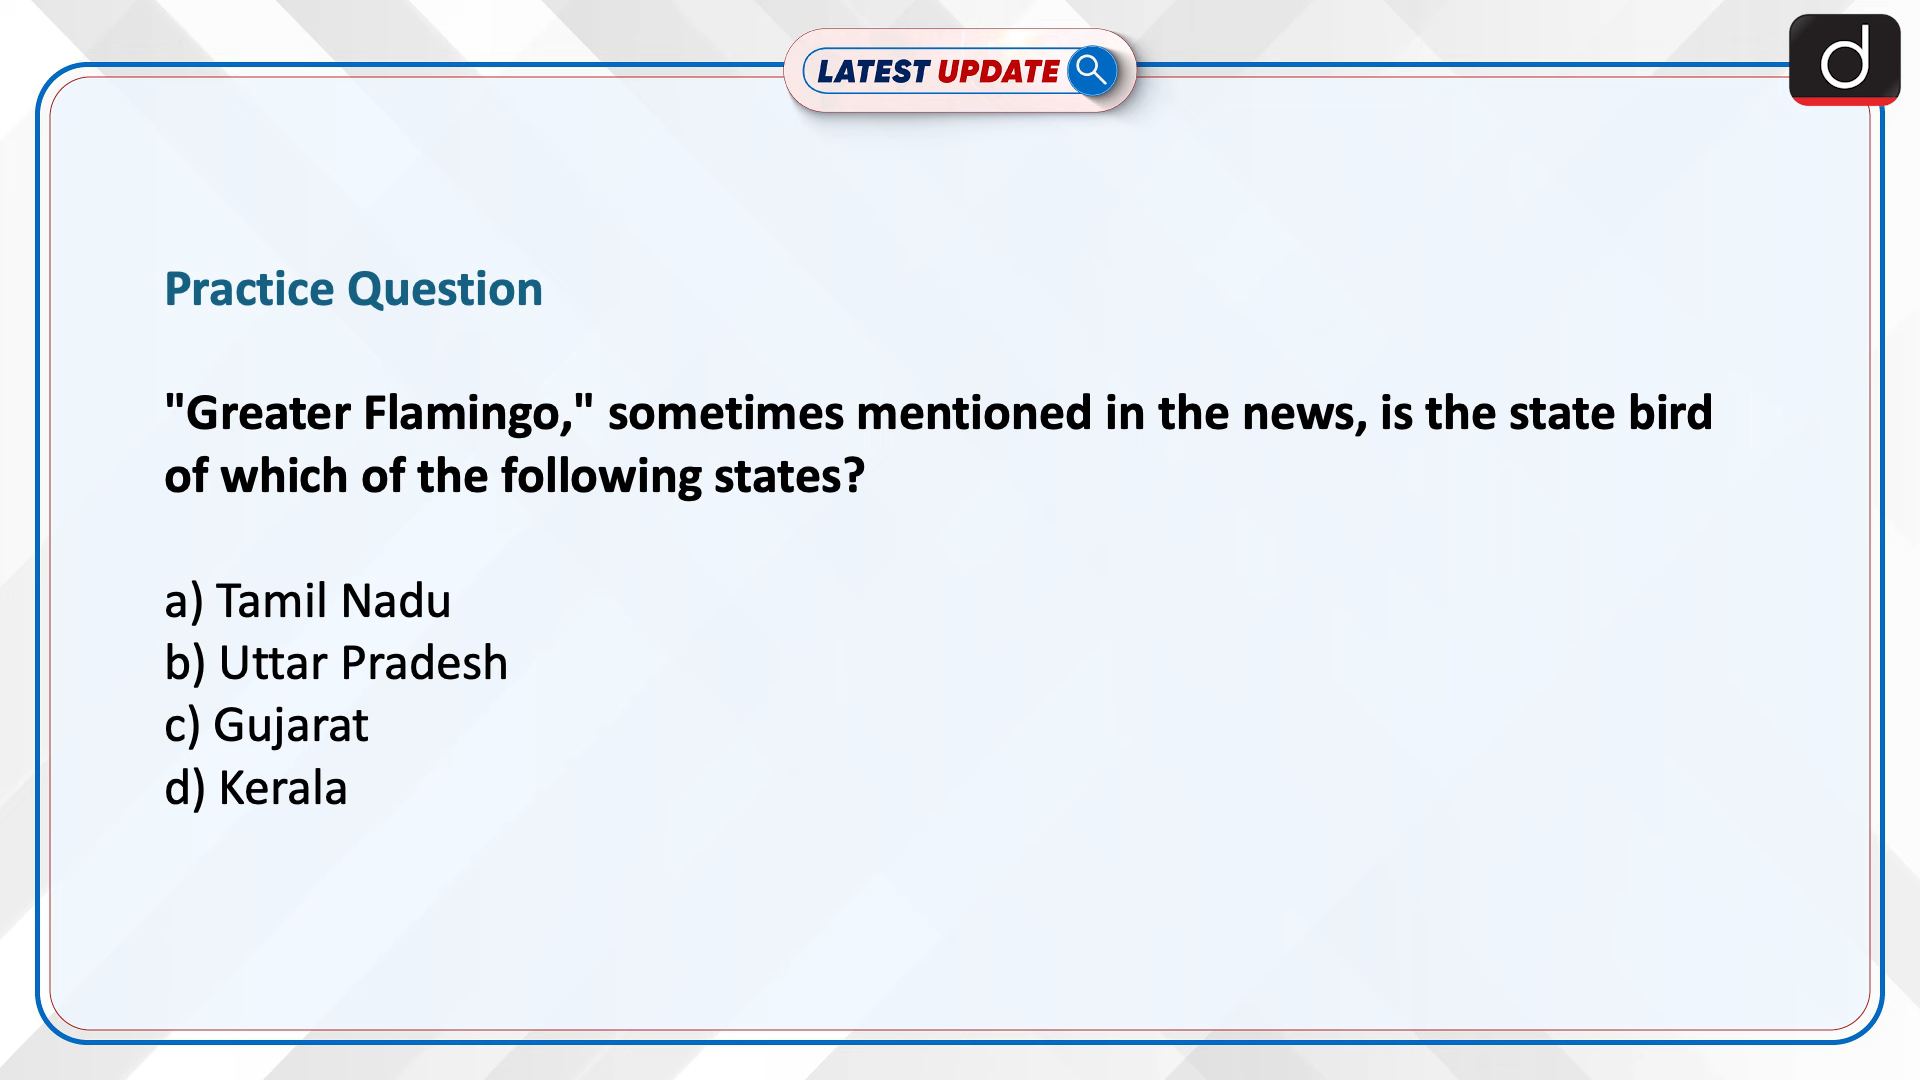 LATEST UPDATE
d
Practice Question
"Greater Flamingo," sometimes mentioned in the news, is the state bird
of which of the following states?
a) Tamil Nadu
b) Uttar Pradesh
c) Gujarat
d) Kerala